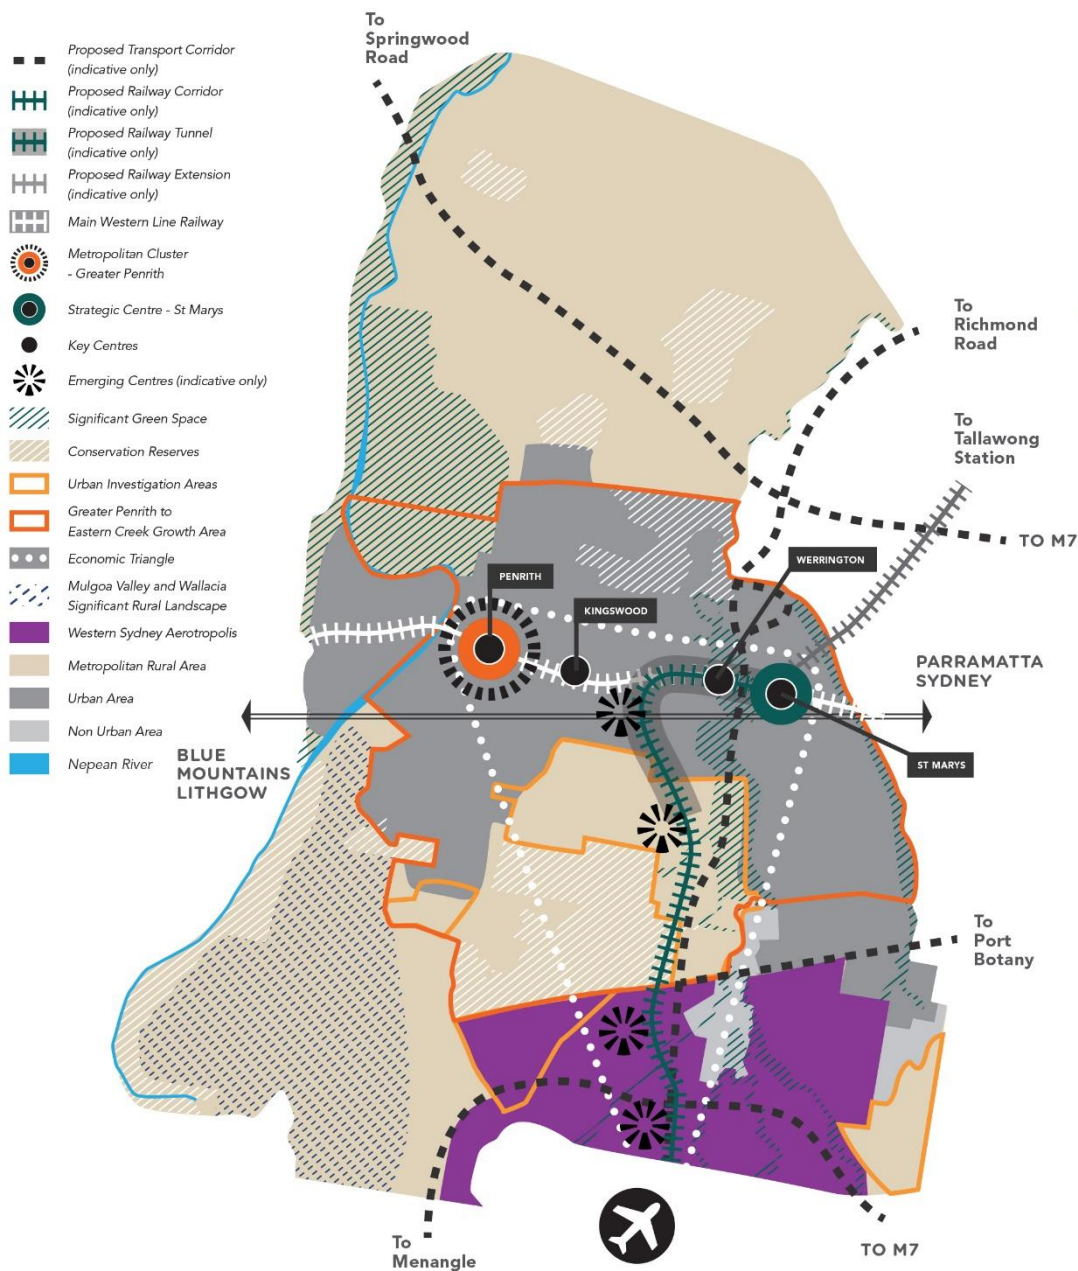 To
Springwood
Road
Proposed Transport Corridor
(indicative only)
Proposed Railway Corridor
(indicative only)
Proposed Railway Tunnel
(indicative only)
Proposed Railway Extension
(indicative only)
Main Western Line Railway
Metropolitan Cluster
- Greater Penrith
Strategic Centre - St Marys
Key Centres
Emerging Centres (indicative only)
Significant Green Space
Conservation Reserves
Urban Investigation Areas
Greater Penrith to
Eastern Creek Growth Area
Economic Triangle
Mulgoa Valley and Wallacia
Significant Rural Landscape
Western Sydney Aerotropolis
Metropolitan Rural Area
Urban Area
Non Urban Area
Nepean River
To
Richmond
Road
To
Tallawong
Station
TO M7
WERRINGTON
PENRITH
KINGSWOOD
PARRAMATTA
SYDNEY
BLUE
MOUNTAINS
LITHGOW
ST MARYS
To
Port
Botany
To
Menangle
TO M7